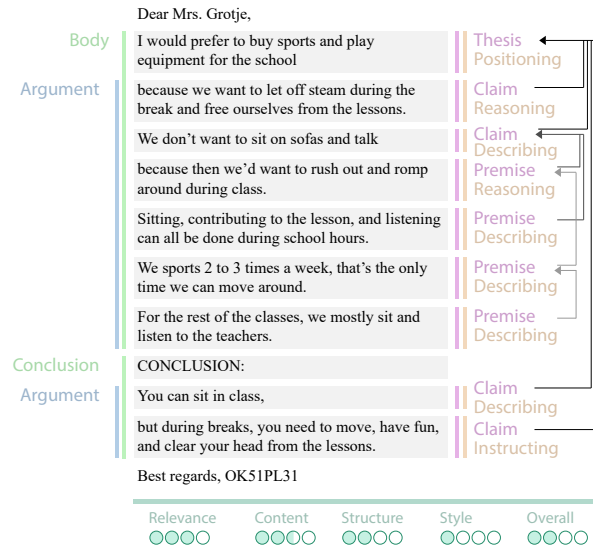 Dear Mrs. Grotje,
Body
I would prefer to buy sports and play
equipment for the school
Thesis
Positioning
Argument
because we want to let off steam during the
break and free ourselves from the lessons.
Claim
Reasoning
We don't want to sit on sofas and talk
Claim
Describing
because then we'd want to rush out and romp
around during class.
Premise
Reasoning
Sitting, contributing to the lesson, and listening
can all be done during school hours.
Premise
Describing
We sports 2 to 3 times a week, that's the only
time we can move around.
Premise
Describing
For the rest of the classes, we mostly sit and
listen to the teachers.
Premise
Describing
Conclusion
CONCLUSION:
Argument
You can sit in class,
Claim
Describing
but during breaks, you need to move, have fun,
and clear your head from the lessons.
Claim
Instructing
Best regards, OK51PL31
Relevance Content Structure Style Overall